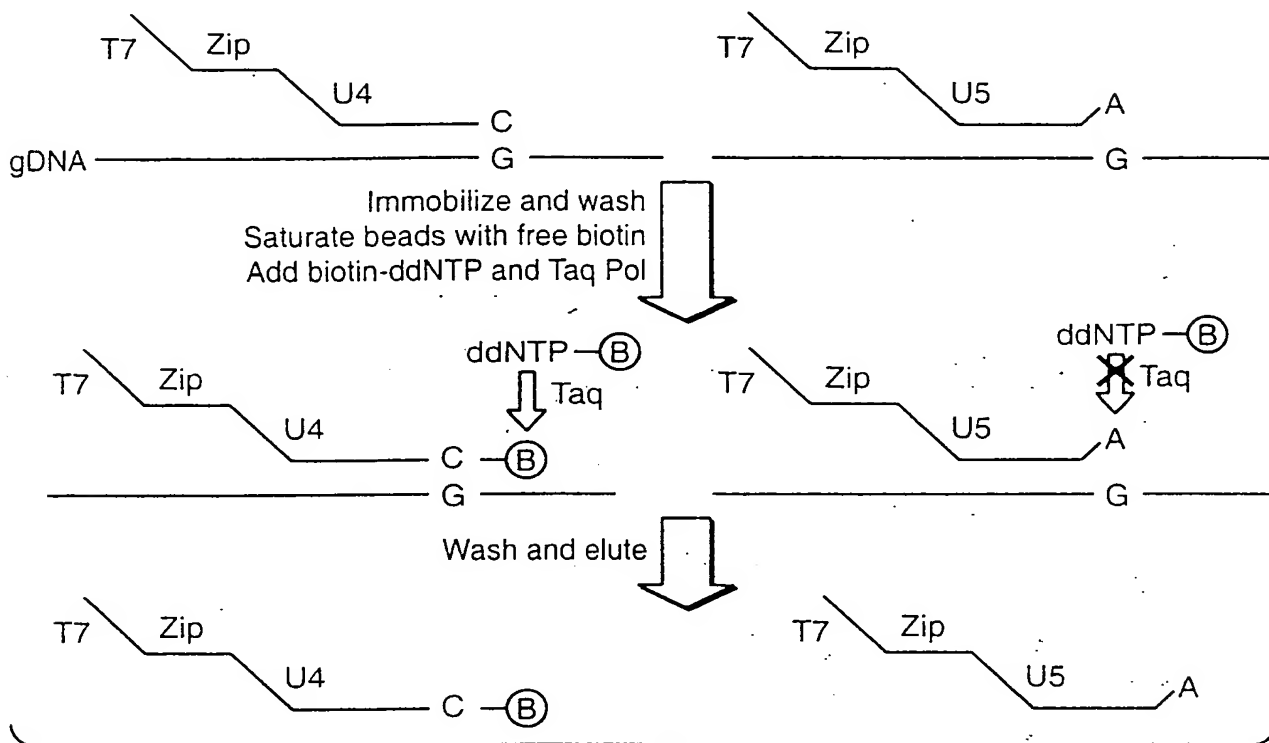 T7 Zip U4 C
T7 Zip U5 A
gDNA G G
Immobilize and wash
Saturate beads with free biotin
Add biotin-ddNTP and Taq Pol
ddNTP B
Taq
T7 Zip U4 C B
G
ddNTP B
Taq
T7 Zip U5 A
G
Wash and elute
T7 Zip U4 C B
T7 Zip U5 A